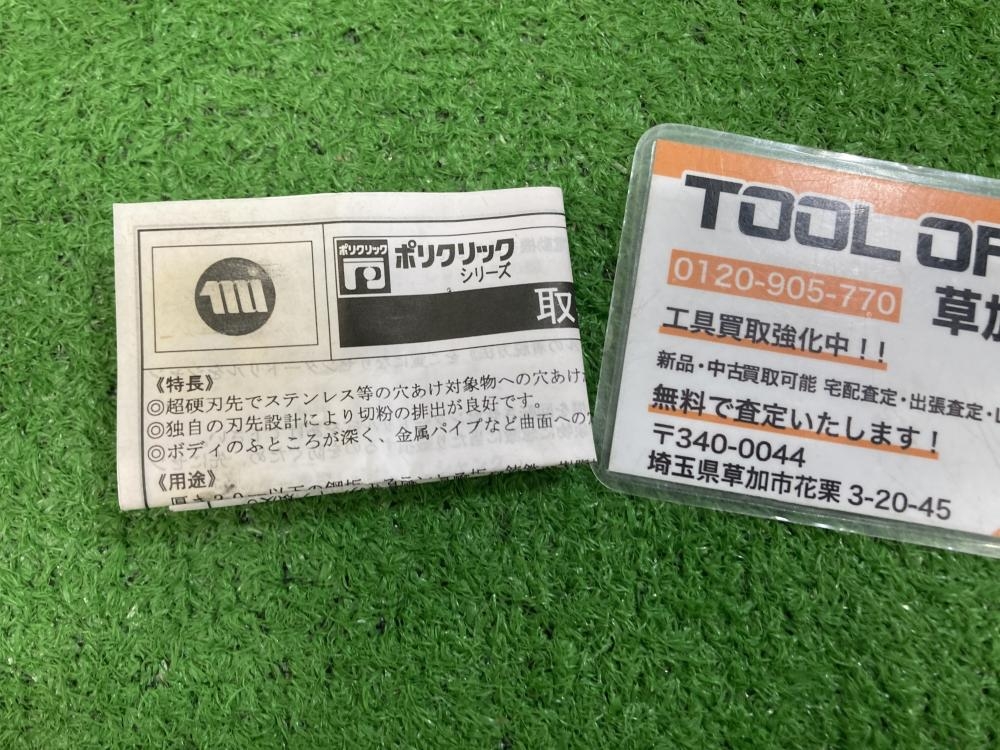 ポリクリック
ポリクリック
シリーズ
取
《特長》
◎超硬刃先でステンレス等の穴あけ対象物への穴あけ
◎独自の刃先設計により切粉の排出が良好です。
◎ボディのふところが深く、金属パイプなど曲面への
《用途》
TOOL OF
0120-905-770
草加
工具買取強化中!!
新品・中古買取可能 宅配査定・出張査定・
無料で査定いたします!
〒340-0044
埼玉県草加市花栗 3-20-45